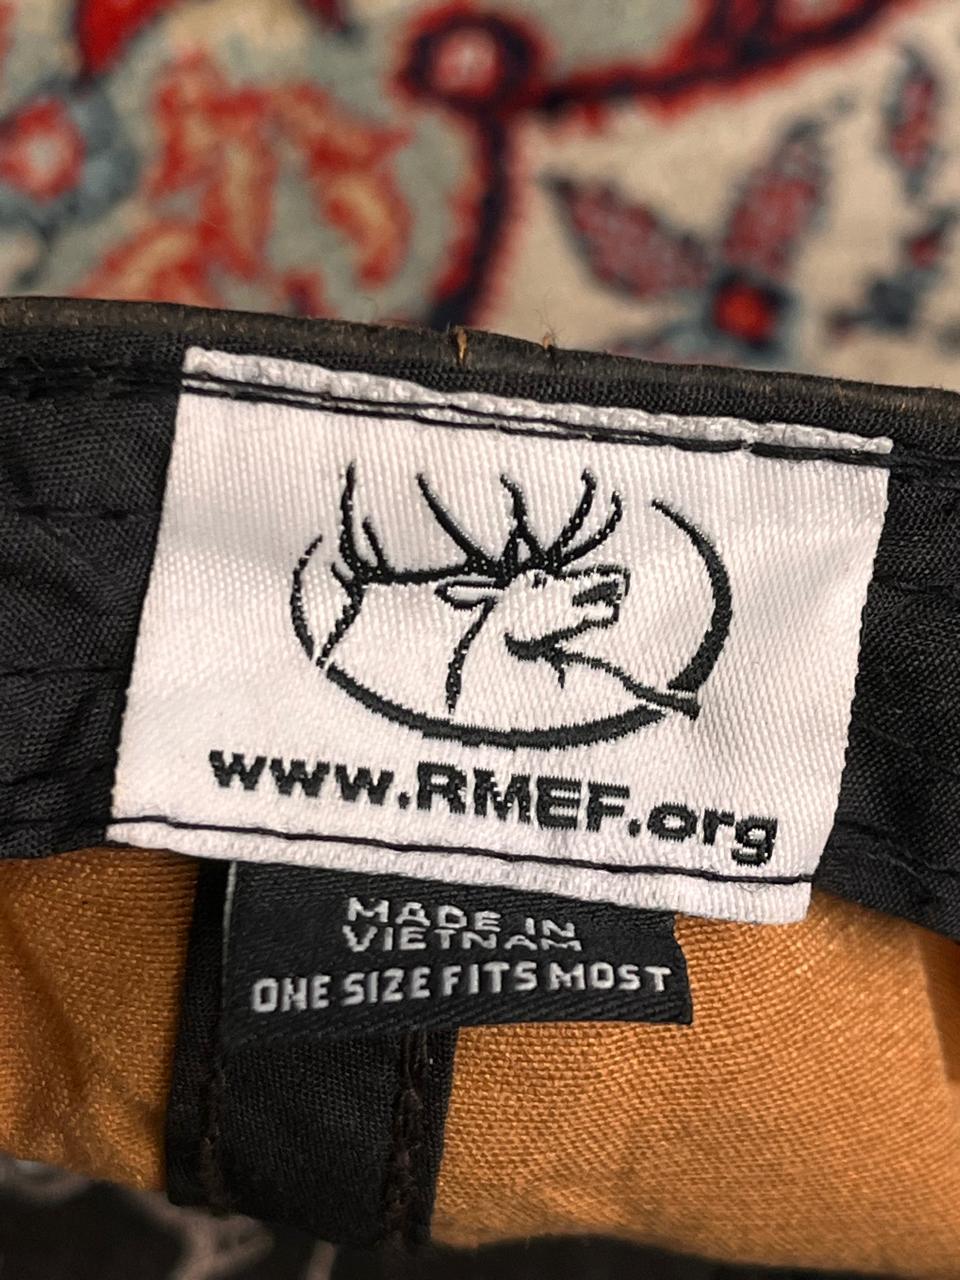 www.RMEF.org
MADE IN
VIETNAM
ONE SIZE FITS MOST